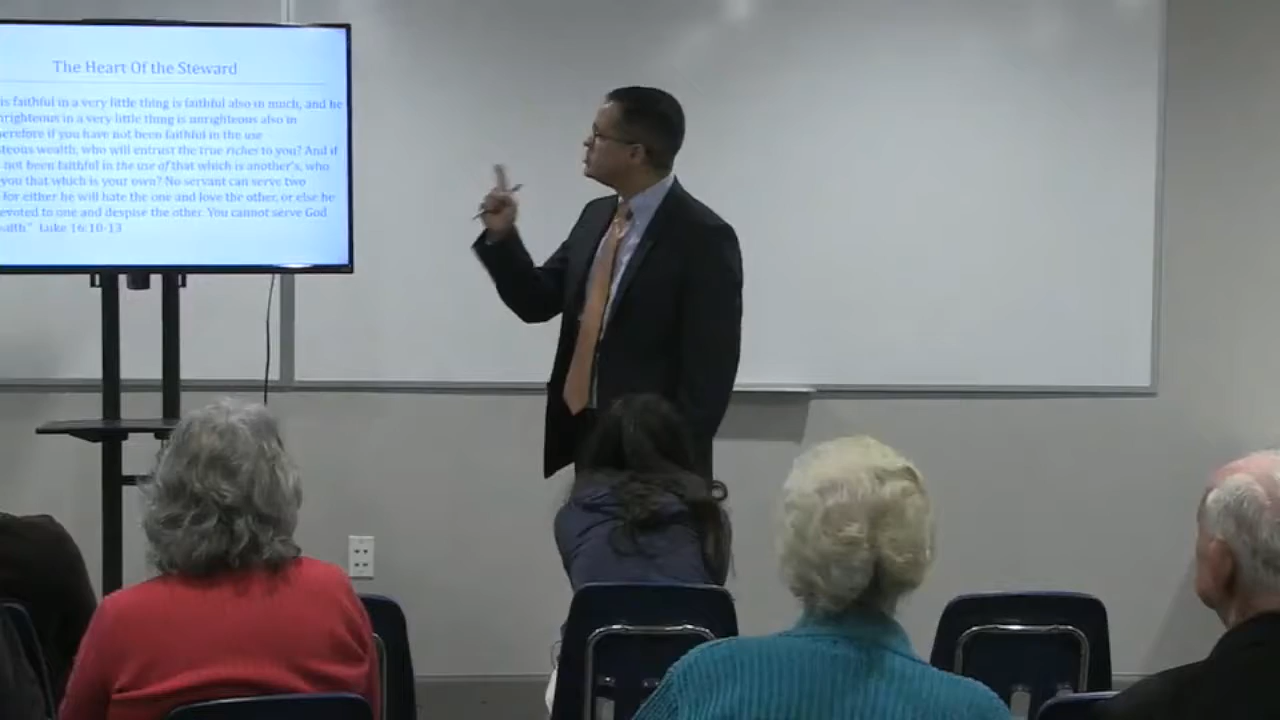 The Heart Of the Steward
is faithful in a very little thing is faithful also in much, and he
nrighteous in a very little thing is unrighteous also in
erefore if you have not been faithful in the use
teous wealth, who will entrust the true riches to you? And if
not been faithful in the use of that which is another's, who
you that which is your own? No servant can serve two
for either he will hate the one and love the other, or else he
evoted to one and despise the other. You cannot serve God
ealth." Luke 16:10-13